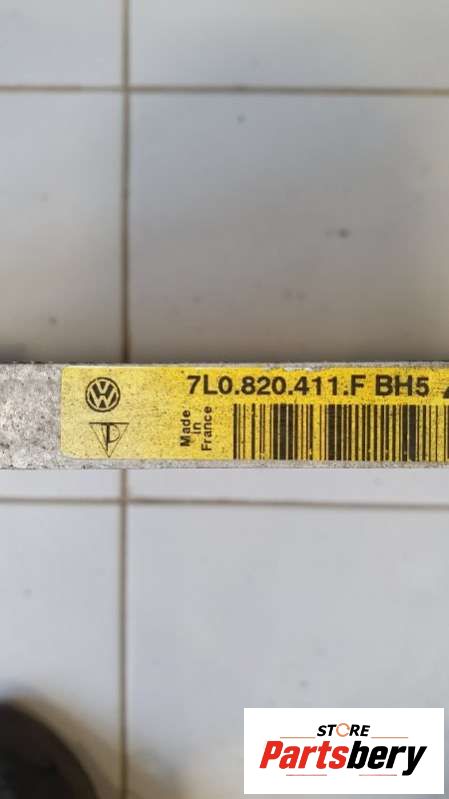 7L0.820.411.F BH5
Made
in
France
STORE
Partsbery